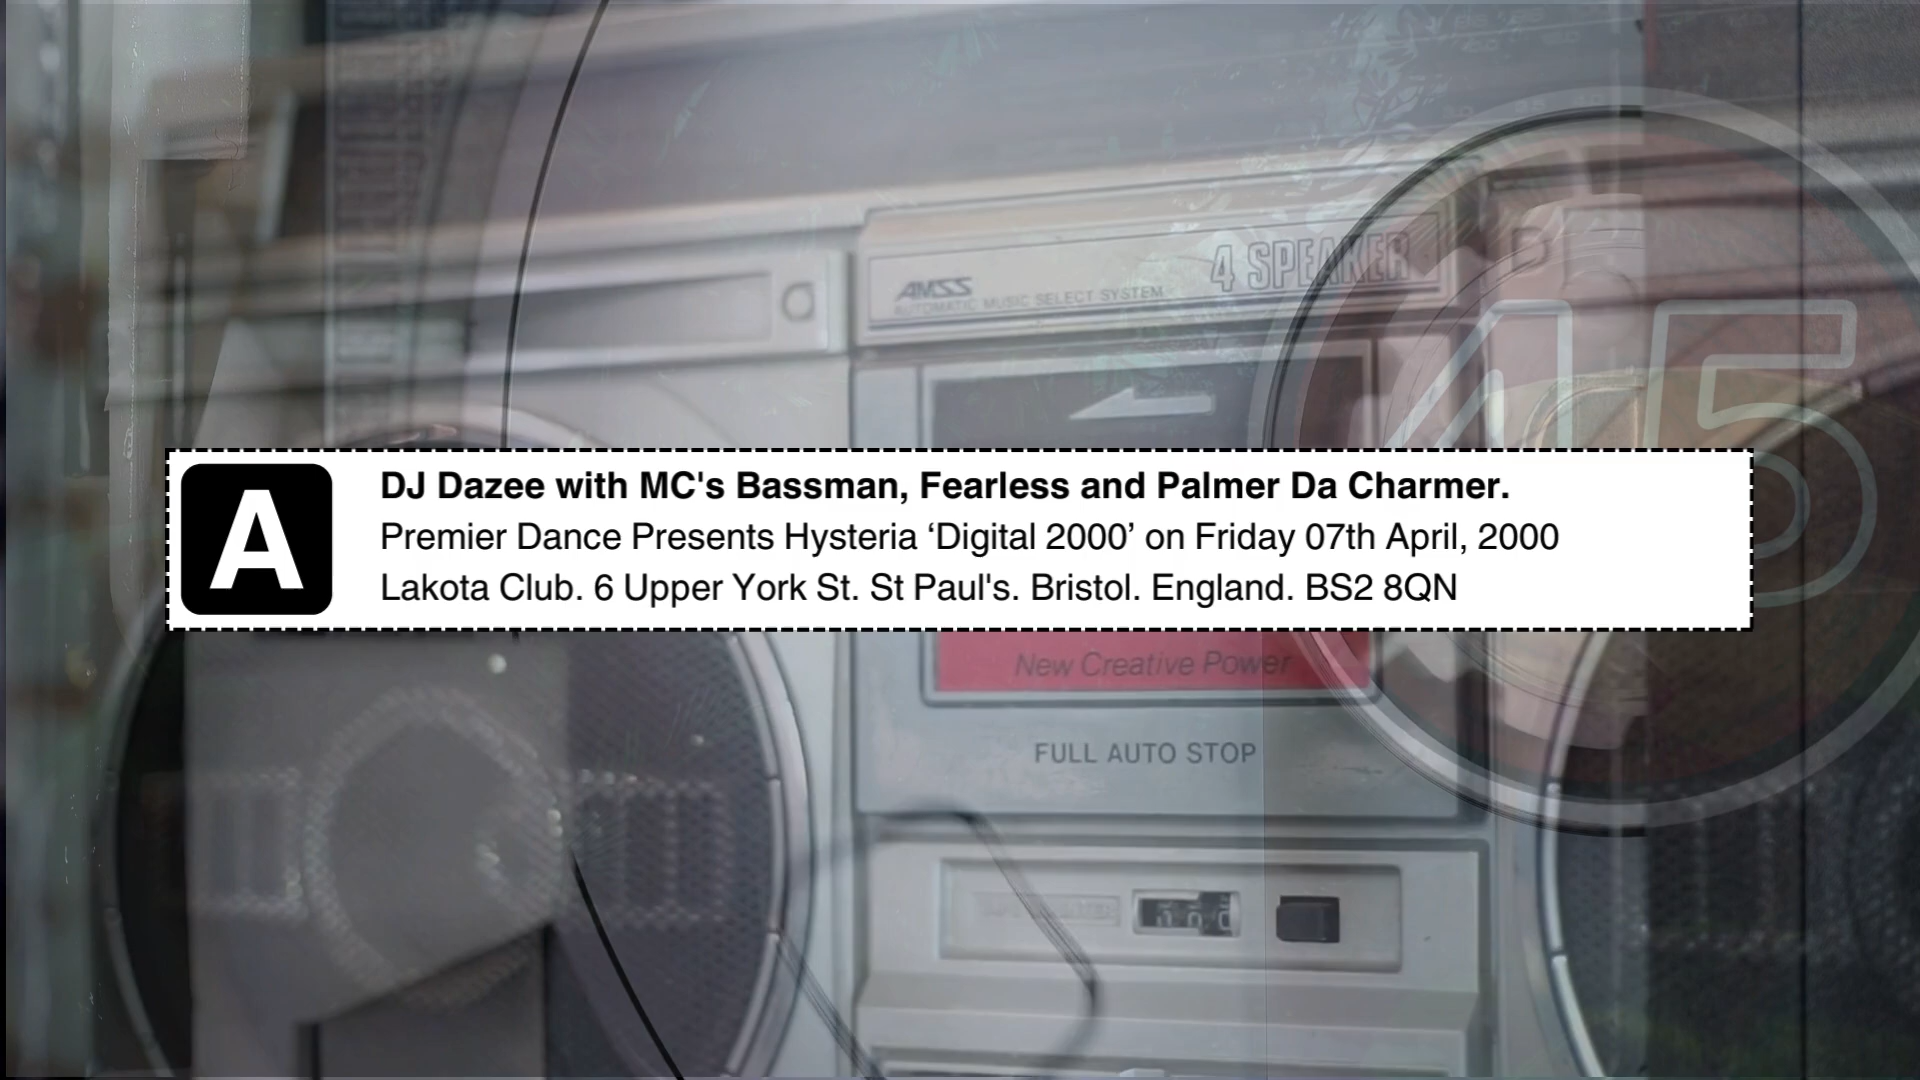 4 SPEAKER
AMSS
AUTOMATIC MUSIC SELECT SYSTEM
45
A
DJ Dazee with MC's Bassman, Fearless and Palmer Da Charmer.
Premier Dance Presents Hysteria ‘Digital 2000’ on Friday 07th April, 2000
Lakota Club. 6 Upper York St. St Paul's. Bristol. England. BS2 8QN
New Creative Power
FULL AUTO STOP